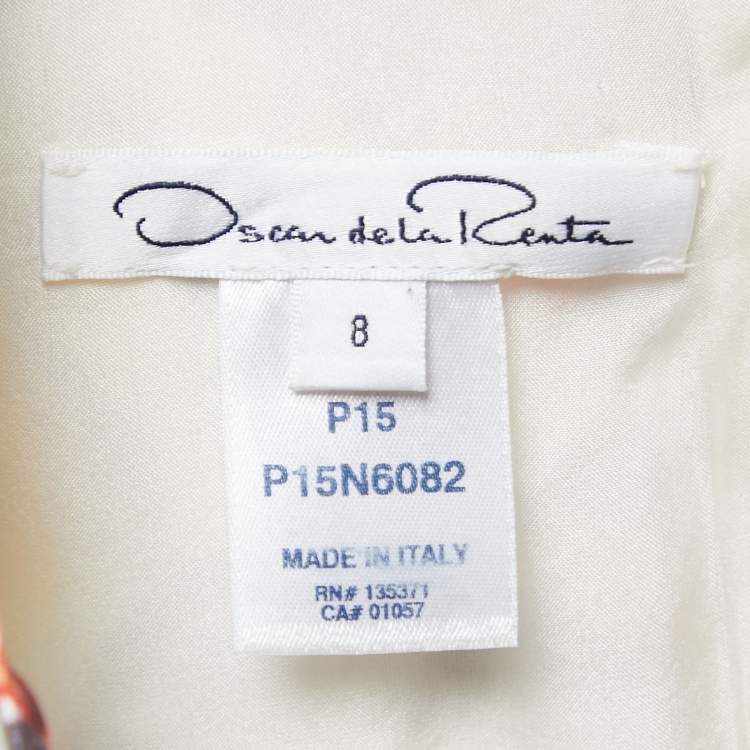 Oscar de la Renta
8
P15
P15N6082
MADE IN ITALY
RN# 135371
CA# 01057